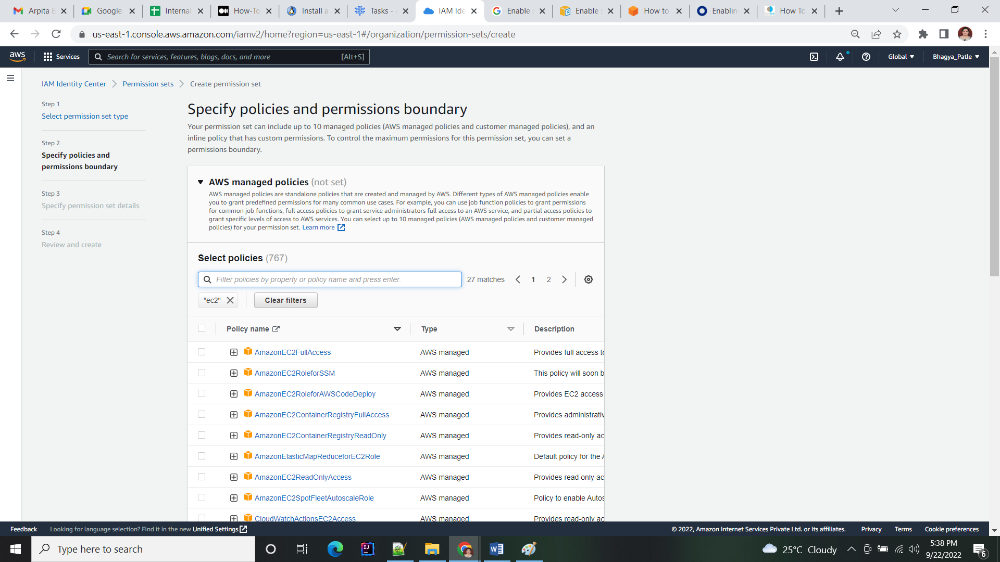 Arpita B
Google
Internal
How-To
Install a
Tasks - A
IAM Ide
Enable s
Enable s
How to
Enablin
How To
us-east-1.console.aws.amazon.com/iamv2/home?region=us-east-1#/organization/permission-sets/create
aws
Services
Search for services, features, blogs, docs, and more
[Alt+S]
Global
Bhagya_Patle
IAM Identity Center
Permission sets
Create permission set
Step 1
Select permission set type
Step 2
Specify policies and
permissions boundary
Step 3
Specify permission set details
Step 4
Review and create
Specify policies and permissions boundary
Your permission set can include up to 10 managed policies (AWS managed policies and customer managed policies), and an
inline policy that has custom permissions. To control the maximum permissions for this permission set, you can set a
permissions boundary.
AWS managed policies (not set)
AWS managed policies are standalone policies that are created and managed by AWS. Different types of AWS managed policies enable
you to grant predefined permissions for many common use cases. For example, you can use job function policies to grant permissions
for common job functions, full access policies to grant service administrators full access to an AWS service, and partial access policies to
grant specific levels of access to AWS services. You can select up to 10 managed policies (AWS managed policies and customer managed
policies) for your permission set. Learn more
Select policies (767)
Filter policies by property or policy name and press enter.
27 matches
1
2
"ec2"
Clear filters
Policy name
Type
Description
AmazonEC2FullAccess AWS managed Provides full access to
AmazonEC2RoleforSSM AWS managed This policy will soon b
AmazonEC2RoleforAWSCodeDeploy AWS managed Provides EC2 access
AmazonEC2ContainerRegistryFullAccess AWS managed Provides administrativ
AmazonEC2ContainerRegistryReadOnly AWS managed Provides read-only ac
AmazonElasticMapReduceforEC2Role AWS managed Default policy for the A
AmazonEC2ReadOnlyAccess AWS managed Provides read only ac
AmazonEC2SpotFleetAutoscaleRole AWS managed Policy to enable Autos
CloudWatchActionsEC2Access AWS managed Provides read-only ac
Feedback
Looking for language selection? Find it in the new Unified Settings
© 2022, Amazon Internet Services Private Ltd. or its affiliates.
Privacy
Terms
Cookie preferences
Type here to search
25°C Cloudy
5:38 PM
9/22/2022
6